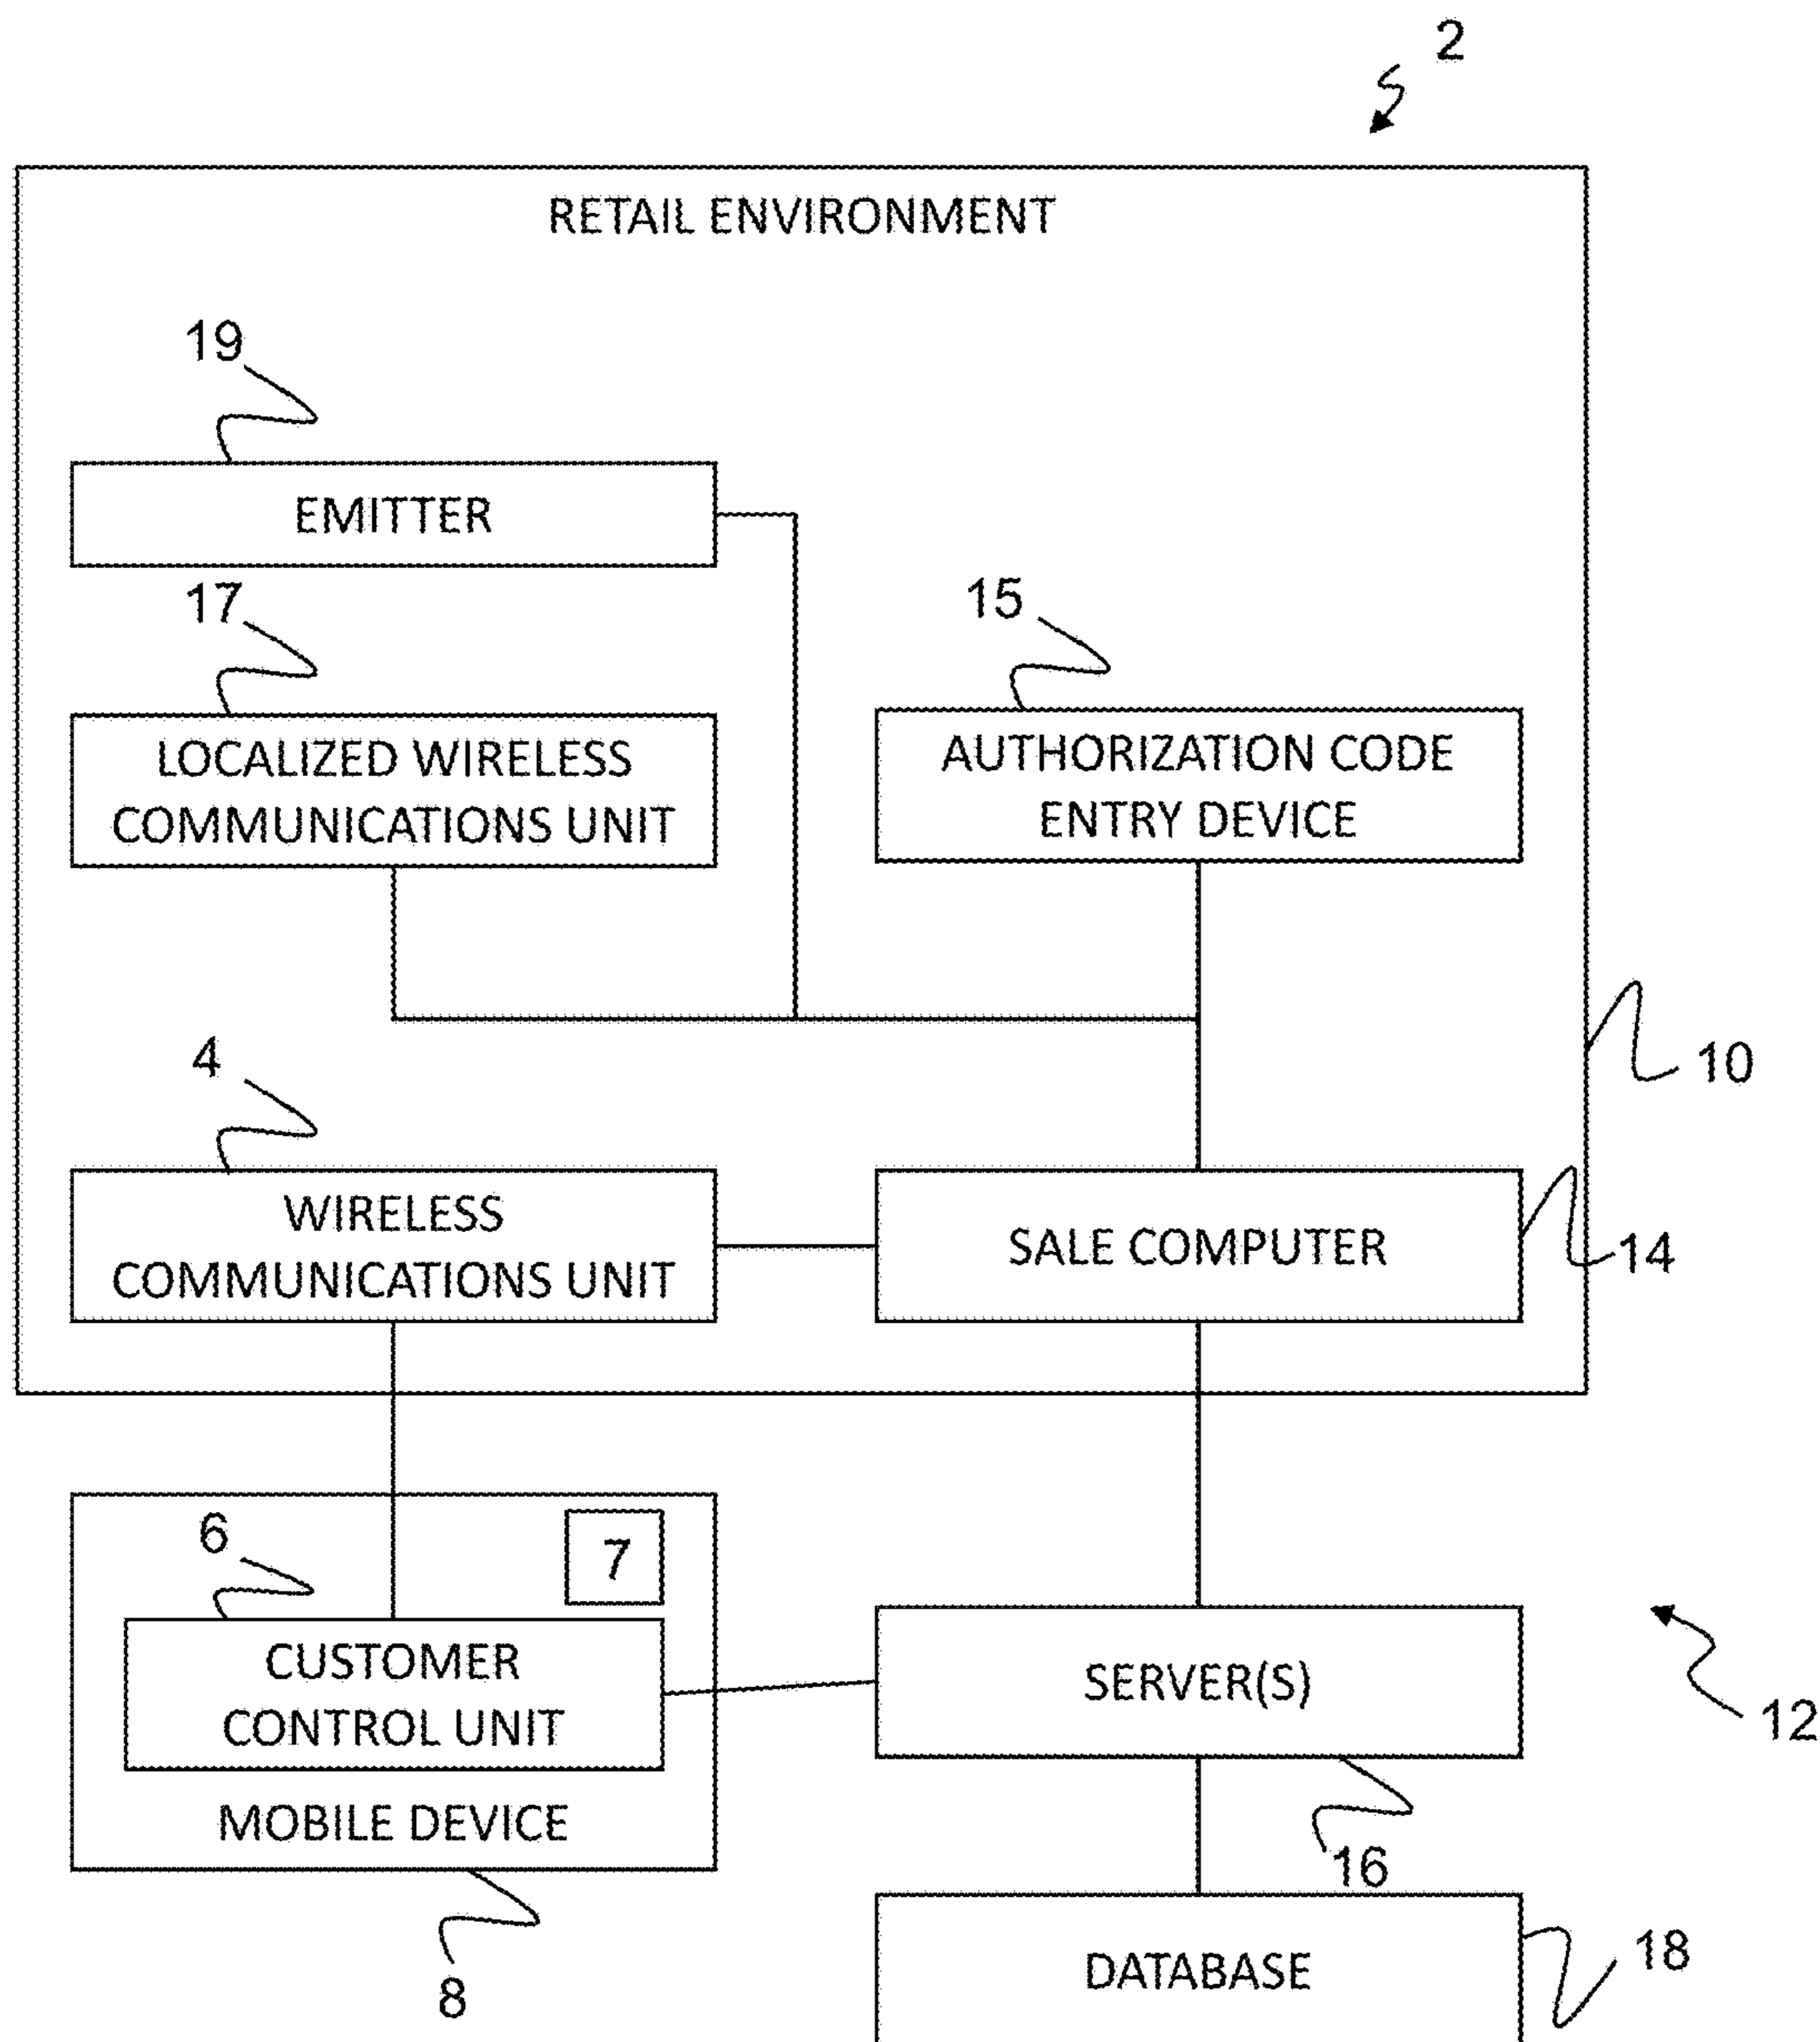 2
RETAIL ENVIRONMENT
19
EMITTER
17
15
LOCALIZED WIRELESS
COMMUNICATIONS UNIT
AUTHORIZATION CODE
ENTRY DEVICE
4
10
WIRELESS
COMMUNICATIONS UNIT
SALE COMPUTER
14
6
7
CUSTOMER
CONTROL UNIT
MOBILE DEVICE
SERVER(S)
12
16
8
DATABASE
18